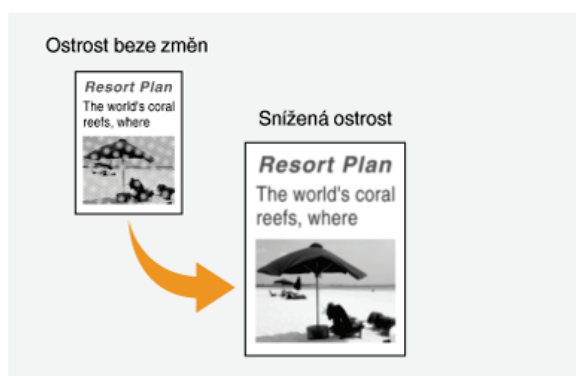 Ostrost beze změn
Resort Plan
The world's coral
reefs, where
Snížená ostrost
Resort Plan
The world's coral
reefs, where